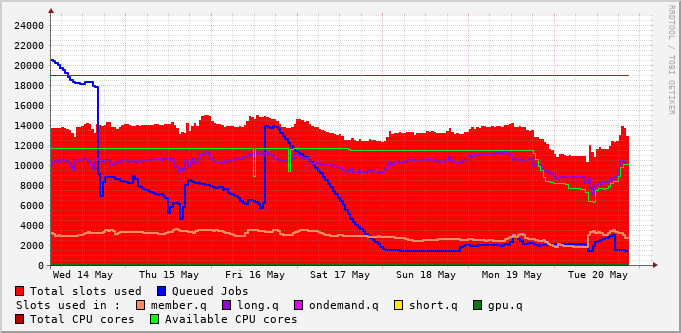 24000
22000
20000
18000
16000
14000
12000
10000
8000
6000
4000
2000
0
Wed 14 May Thu 15 May Fri 16 May Sat 17 May Sun 18 May Mon 19 May Tue 20 May
Total slots used Queued Jobs
Slots used in : member.q long.q ondemand.q short.q gpu.q
Total CPU cores Available CPU cores
RRDTOOL / TOBI OETIKER